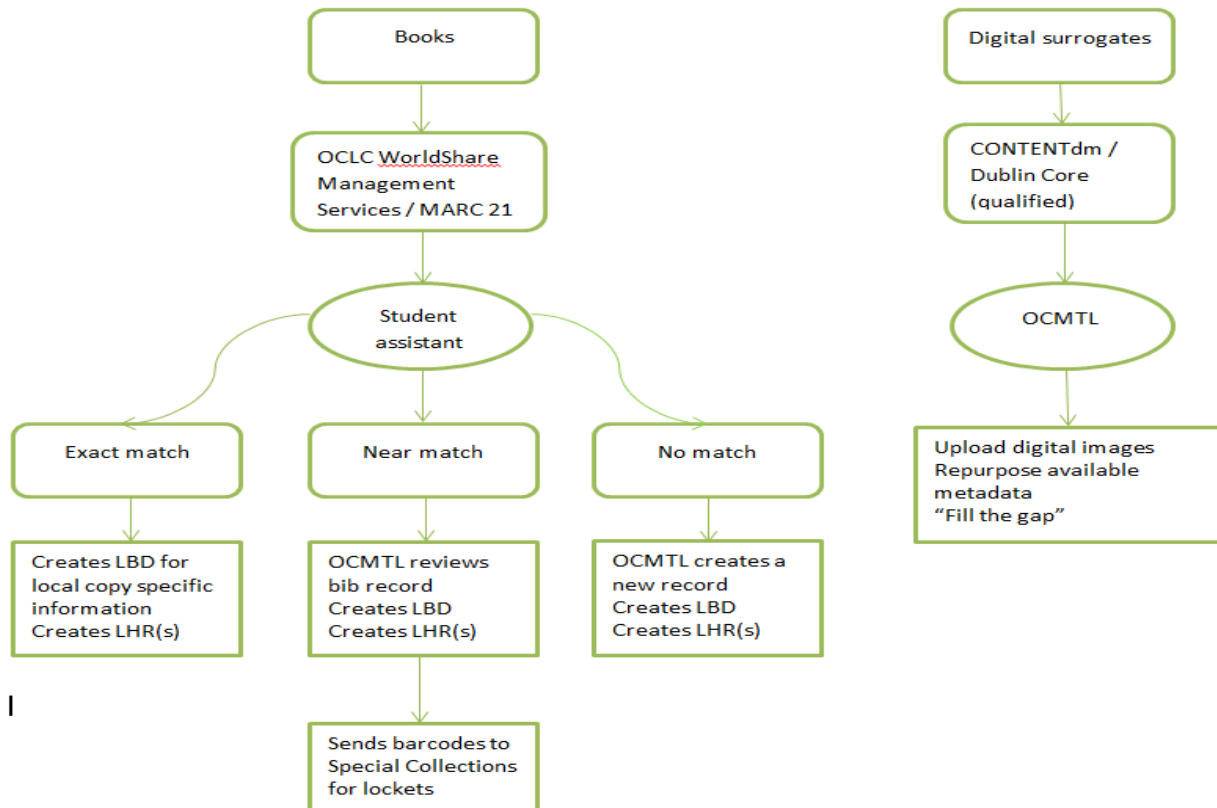 Books
OCLC WorldShare
Management
Services / MARC 21
Student
assistant
Exact match
Near match
No match
Creates LBD for
local copy specific
information
Creates LHR(s)
OCMTL reviews
bib record
Creates LBD
Creates LHR(s)
OCMTL creates a
new record
Creates LBD
Creates LHR(s)
Sends barcodes to
Special Collections
for lockets
Digital surrogates
CONTENTdm /
Dublin Core
(qualified)
OCMTL
Upload digital images
Repurpose available
metadata
“Fill the gap”